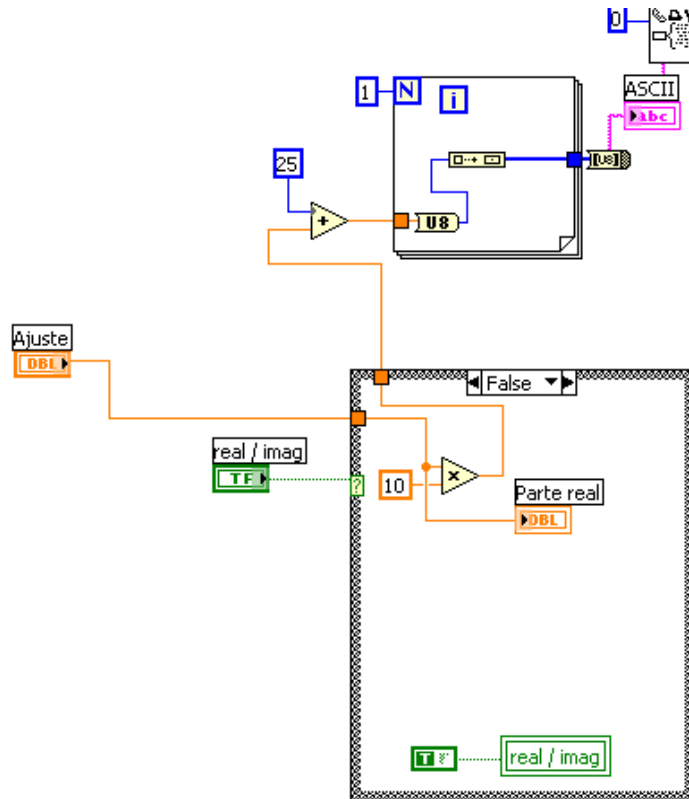 0
ASCII
abc
1
N
i
[U8]
25
+
U8
Ajuste
DBL
False
real / imag
TF
?
10
x
Parte real
DBL
T
real / imag